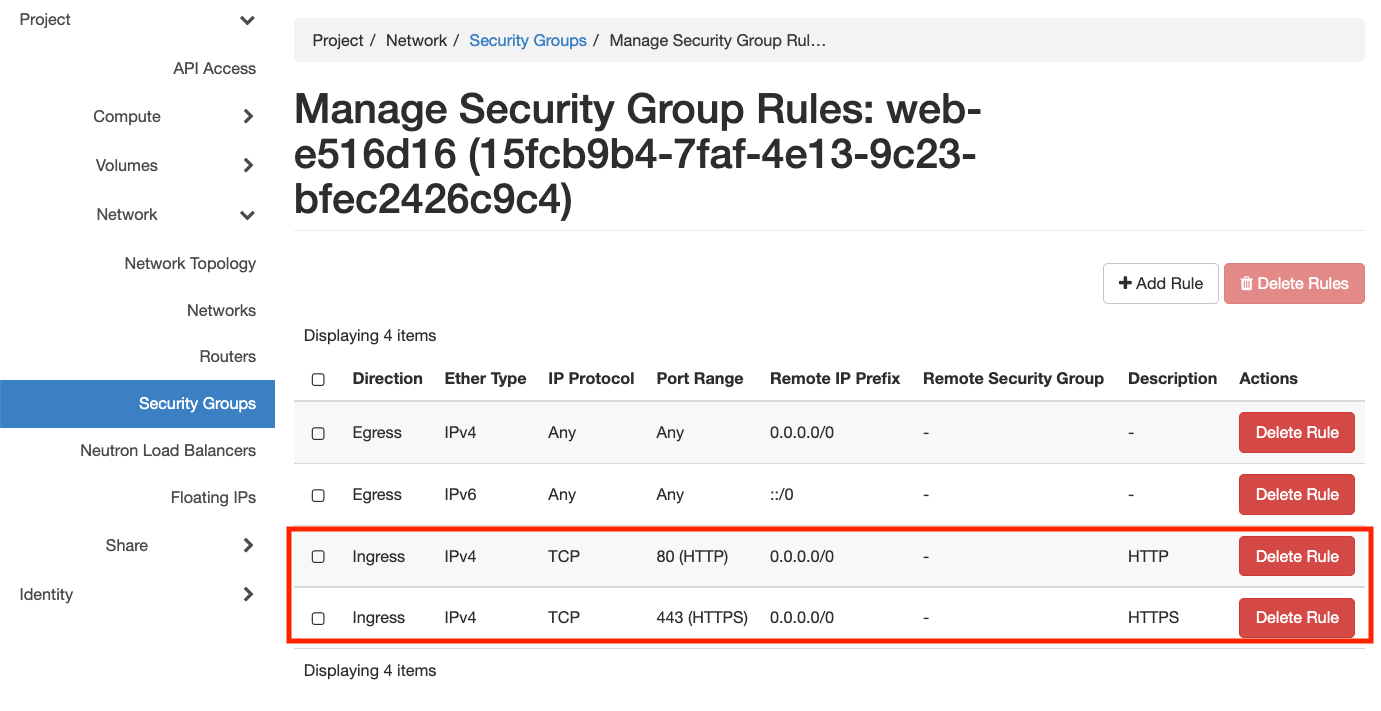 Project
API Access
Compute
Volumes
Network
Network Topology
Networks
Routers
Security Groups
Neutron Load Balancers
Floating IPs
Share
Identity
Project / Network / Security Groups / Manage Security Group Rul…
Manage Security Group Rules: web-
e516d16 (15fcb9b4-7faf-4e13-9c23-
bfec2426c9c4)
Add Rule Delete Rules
Displaying 4 items
Direction Ether Type IP Protocol Port Range Remote IP Prefix Remote Security Group Description Actions
Egress IPv4 Any Any 0.0.0.0/0 - - Delete Rule
Egress IPv6 Any Any ::/0 - - Delete Rule
Ingress IPv4 TCP 80 (HTTP) 0.0.0.0/0 - HTTP Delete Rule
Ingress IPv4 TCP 443 (HTTPS) 0.0.0.0/0 - HTTPS Delete Rule
Displaying 4 items